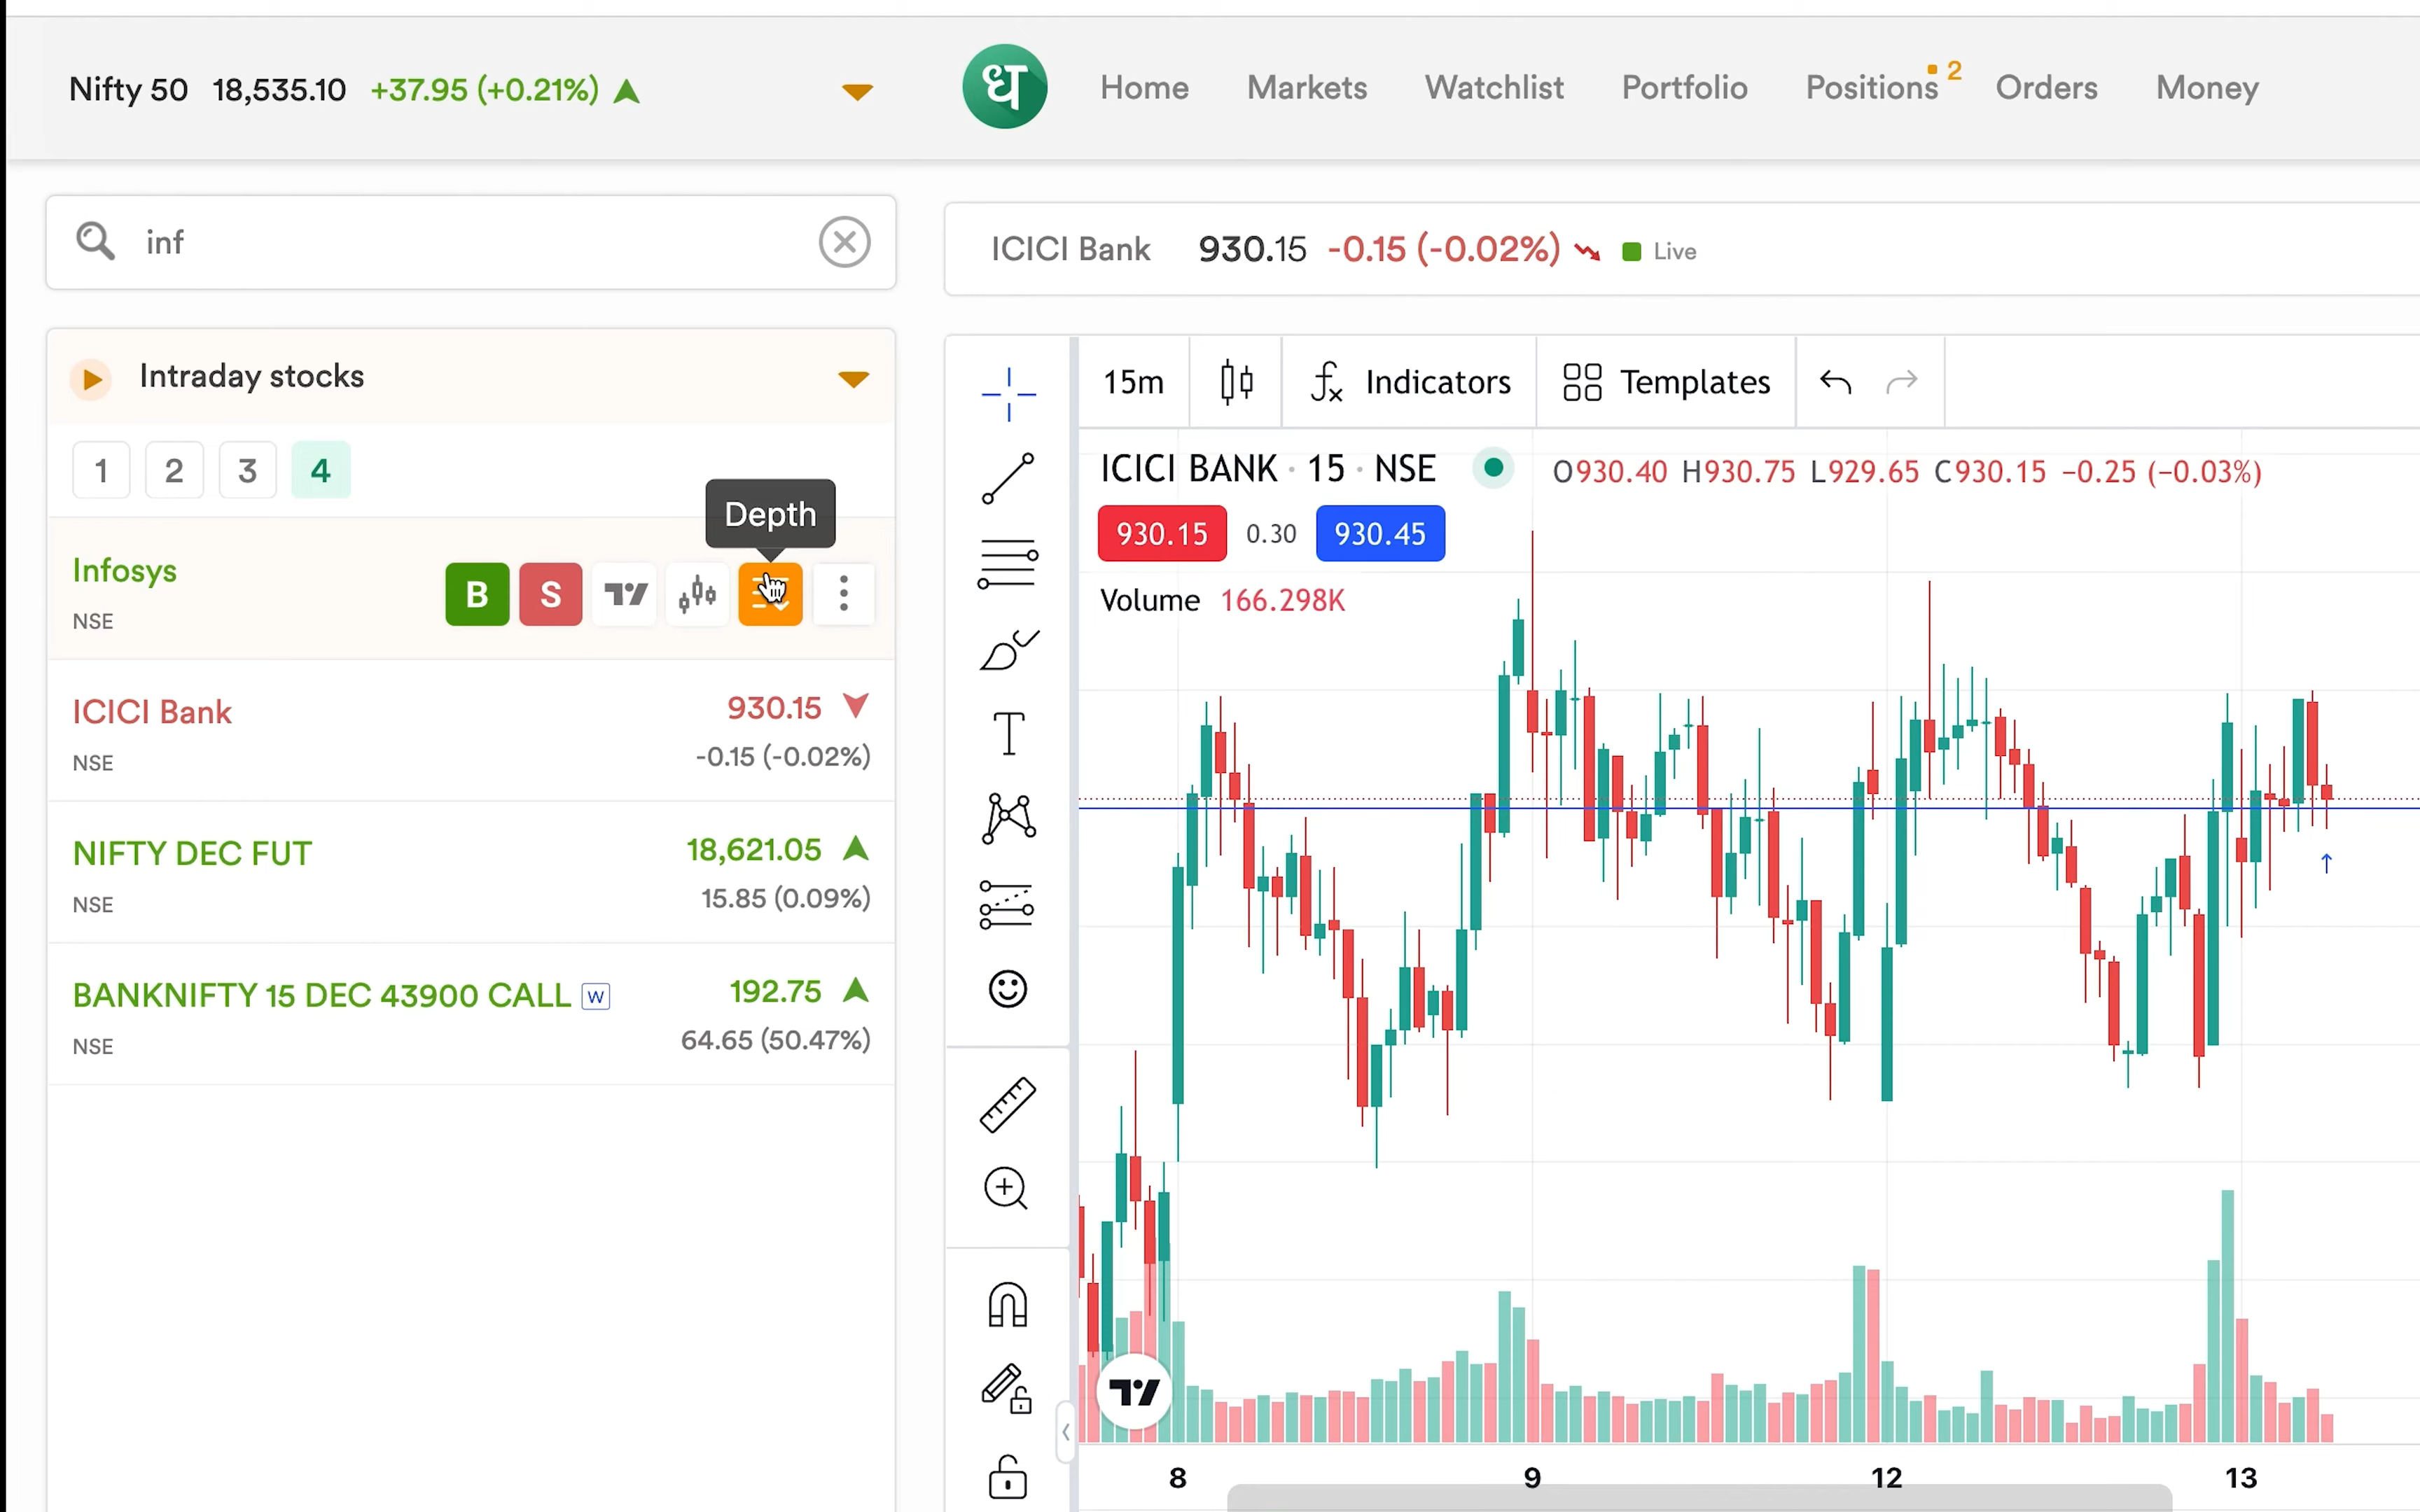 Nifty 50 18,535.10 +37.95 (+0.21%)
धा Home Markets Watchlist Portfolio Positions 2 Orders Money
inf
ICICI Bank 930.15 -0.15 (-0.02%) Live
Intraday stocks
1 2 3 4
Depth
Infosys
NSE
B S
ICICI Bank 930.15
NSE -0.15 (-0.02%)
NIFTY DEC FUT 18,621.05
NSE 15.85 (0.09%)
BANKNIFTY 15 DEC 43900 CALL W 192.75
NSE 64.65 (50.47%)
15m Indicators Templates
ICICI BANK · 15 · NSE O930.40 H930.75 L929.65 C930.15 −0.25 (−0.03%)
930.15 0.30 930.45
Volume 166.298K
8 9 12 13